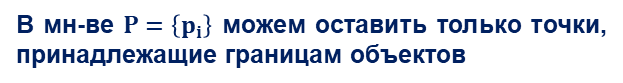 В мн-ве P = {pᵢ} можем оставить только точки,
принадлежащие границам объектов